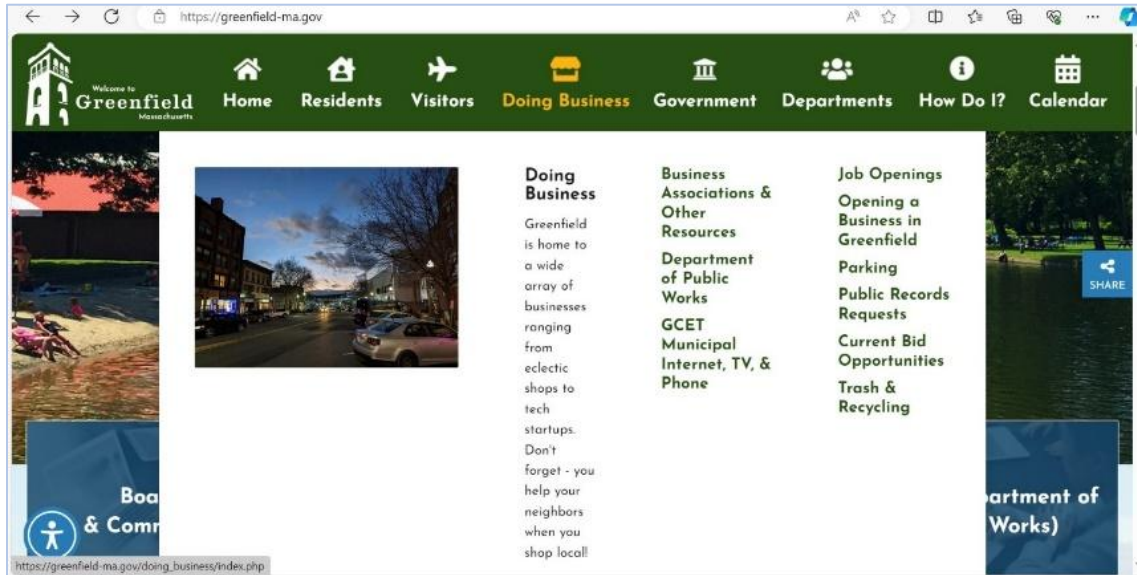 https://greenfield-ma.gov
Welcome to
Greenfield
Massachusetts
Home
Residents
Visitors
Doing Business
Government
Departments
How Do I?
Calendar
Doing
Business
Greenfield
is home to
a wide
array of
businesses
ranging
from
eclectic
shops to
tech
startups.
Don't
forget - you
help your
neighbors
when you
shop local!
Business
Associations &
Other
Resources
Department
of Public
Works
GCET
Municipal
Internet, TV, &
Phone
Job Openings
Opening a
Business in
Greenfield
Parking
Public Records
Requests
Current Bid
Opportunities
Trash &
Recycling
SHARE
Boa
& Comm
artment of
Works)
https://greenfield-ma.gov/doing_business/index.php